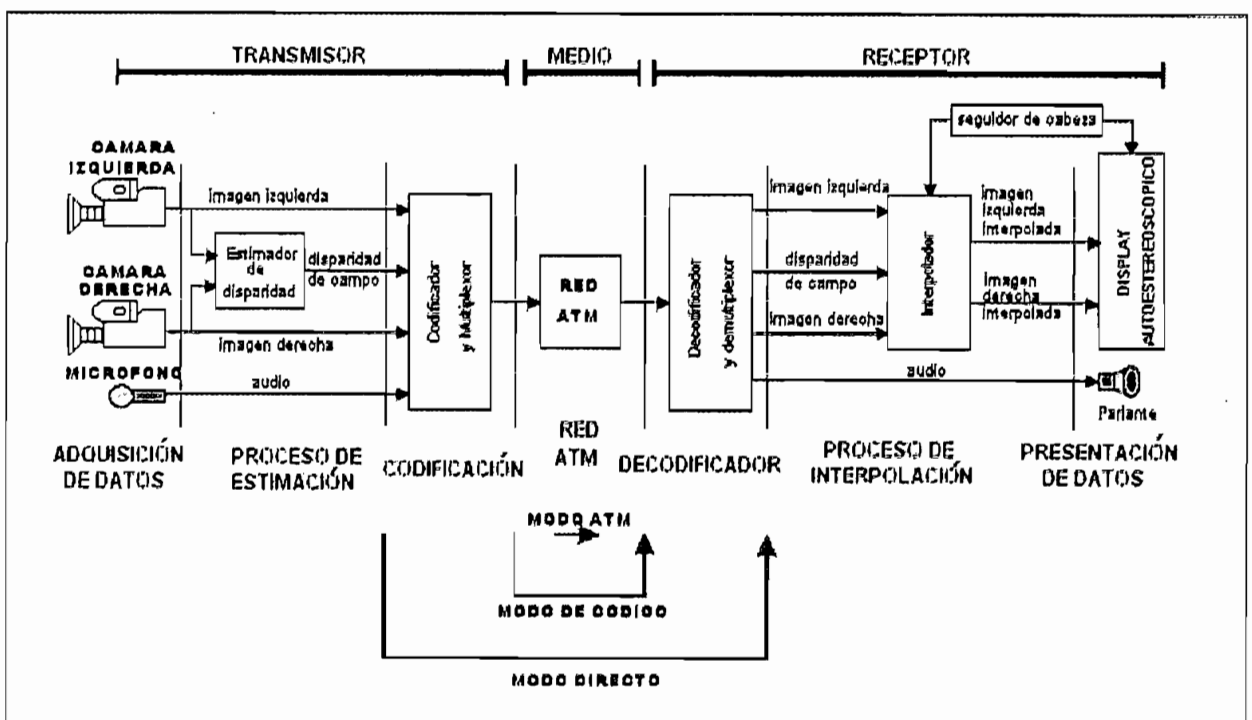 TRANSMISOR
MEDIO
RECEPTOR
seguidor de cabeza
CAMARA
IZQUIERDA
imagen izquierda
Estimador
de
disparidad
disparidad
de campo
CAMARA
DERECHA
imagen derecha
MICROFONO
audio
Codificador
y Multiplexor
RED
ATM
Decodificador
y demultiplexor
imagen izquierda
disparidad
de campo
imagen derecha
audio
Interpolador
imagen
izquierda
interpolada
imagen
derecha
interpolada
DISPLAY
AUTOESTEREOSCOPICO
Parlante
ADQUISICIÓN
DE DATOS
PROCESO DE
ESTIMACIÓN
CODIFICACIÓN
RED
ATM
DECODIFICADOR
PROCESO DE
INTERPOLACIÓN
PRESENTACIÓN
DE DATOS
MODO ATM
MODO DE CODIGO
MODO DIRECTO